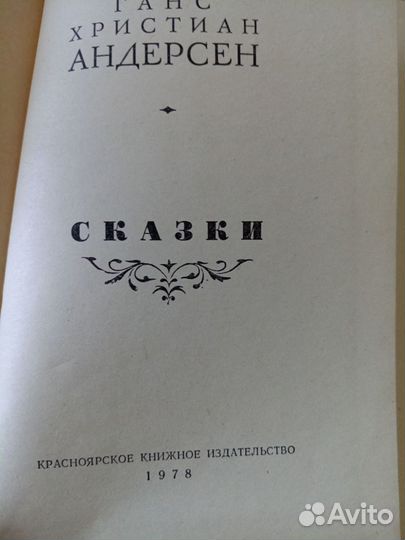 ГАНС
ХРИСТИАН
АНДЕРСЕН
СКАЗКИ
КРАСНОЯРСКОЕ КНИЖНОЕ ИЗДАТЕЛЬСТВО
1978
Avito